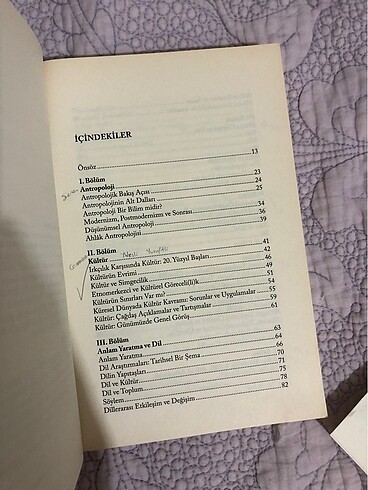 İÇİNDEKİLER
Önsöz 13
I. Bölüm
Antropoloji 23
Antropolojik Bakış Açısı 24
Antropolojinin Alt Dalları 25
Antropoloji Bir Bilim midir?
Modernizm, Postmodernizm ve Sonrası 34
Düşünümsel Antropoloji 36
Ahlâk Antropolojisi 39
II. Bölüm
Kültür 41
Irkçılık Karşısında Kültür: 20. Yüzyıl Başları 42
Kültürün Evrimi 46
Kültür ve Simgecilik 49
Etnomerkezci ve Kültürel Göreceli(li)k 51
Kültürün Sınırları Var mı? 54
Küresel Dünyada Kültür Kavramı: Sorunlar ve Uygulamalar 55
Kültür: Çağdaş Açıklamalar ve Tartışmalar 59
Kültür: Günümüzde Genel Görüş 61
III. Bölüm
Anlam Yaratma ve Dil 63
Anlam Yaratma 64
Dil Araştırmaları: Tarihsel Bir Şema 66
Dilin Yapıtaşları 70
Dil ve Kültür 71
Dil ve Toplum 75
Söylem 78
Dillerarası Etkileşim ve Değişim 82